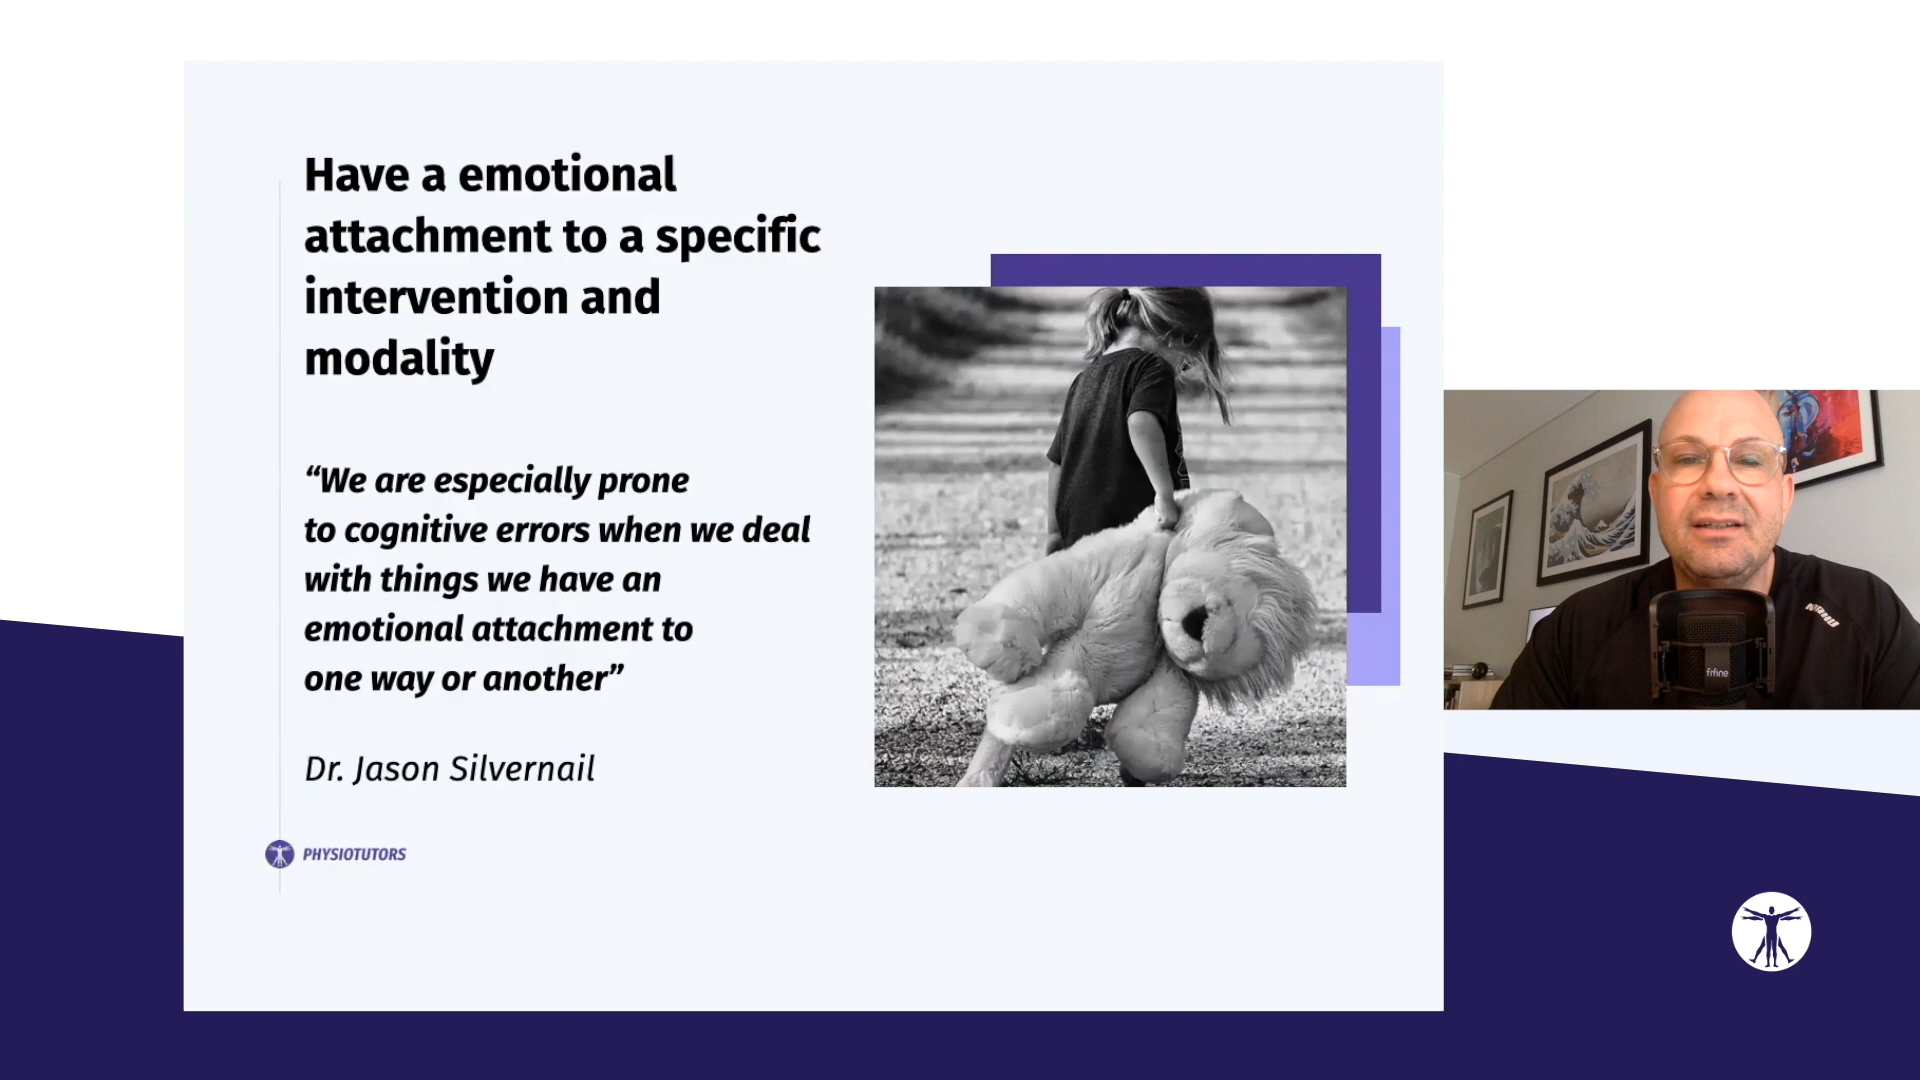 Have a emotional
attachment to a specific
intervention and
modality
“We are especially prone
to cognitive errors when we deal
with things we have an
emotional attachment to
one way or another”
Dr. Jason Silvernail
PHYSIOTUTORS
fifine